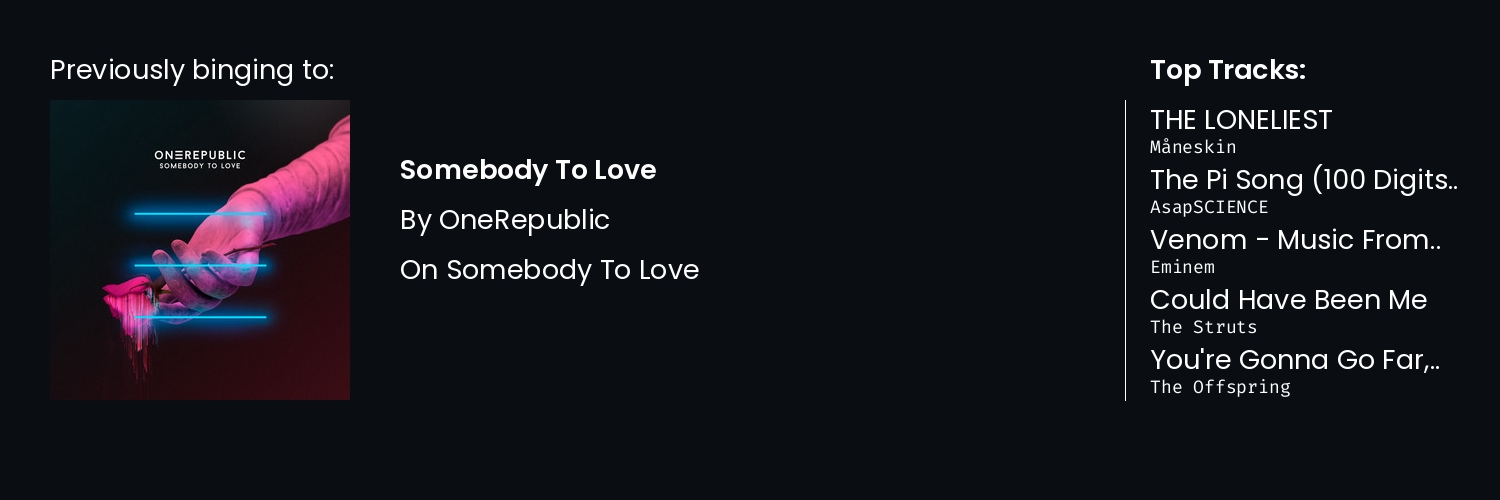 Previously binging to:
ONEREPUBLIC
SOMEBODY TO LOVE
Somebody To Love
By OneRepublic
On Somebody To Love
Top Tracks:
THE LONELIEST
Måneskin
The Pi Song (100 Digits..
AsapSCIENCE
Venom - Music From..
Eminem
Could Have Been Me
The Struts
You're Gonna Go Far,..
The Offspring